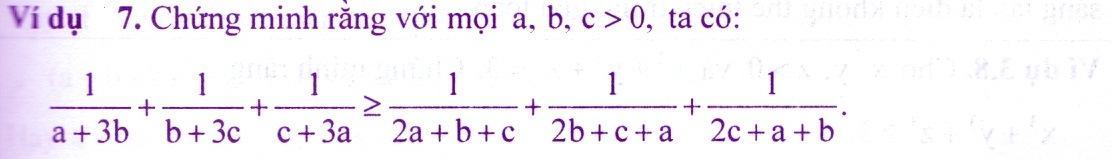 Ví dụ 7. Chứng minh rằng với mọi a, b, c > 0, ta có:
1/(a + 3b) + 1/(b + 3c) + 1/(c + 3a) ≥ 1/(2a + b + c) + 1/(2b + c + a) + 1/(2c + a + b).